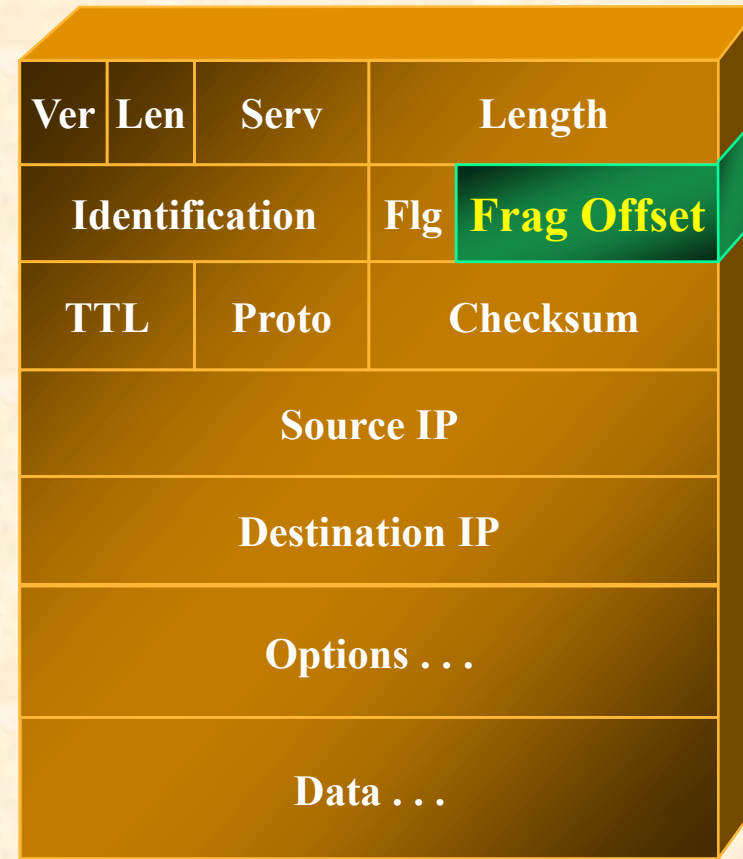 Ver Len Serv Length
Identification Flg Frag Offset
TTL Proto Checksum
Source IP
Destination IP
Options . . .
Data . . .